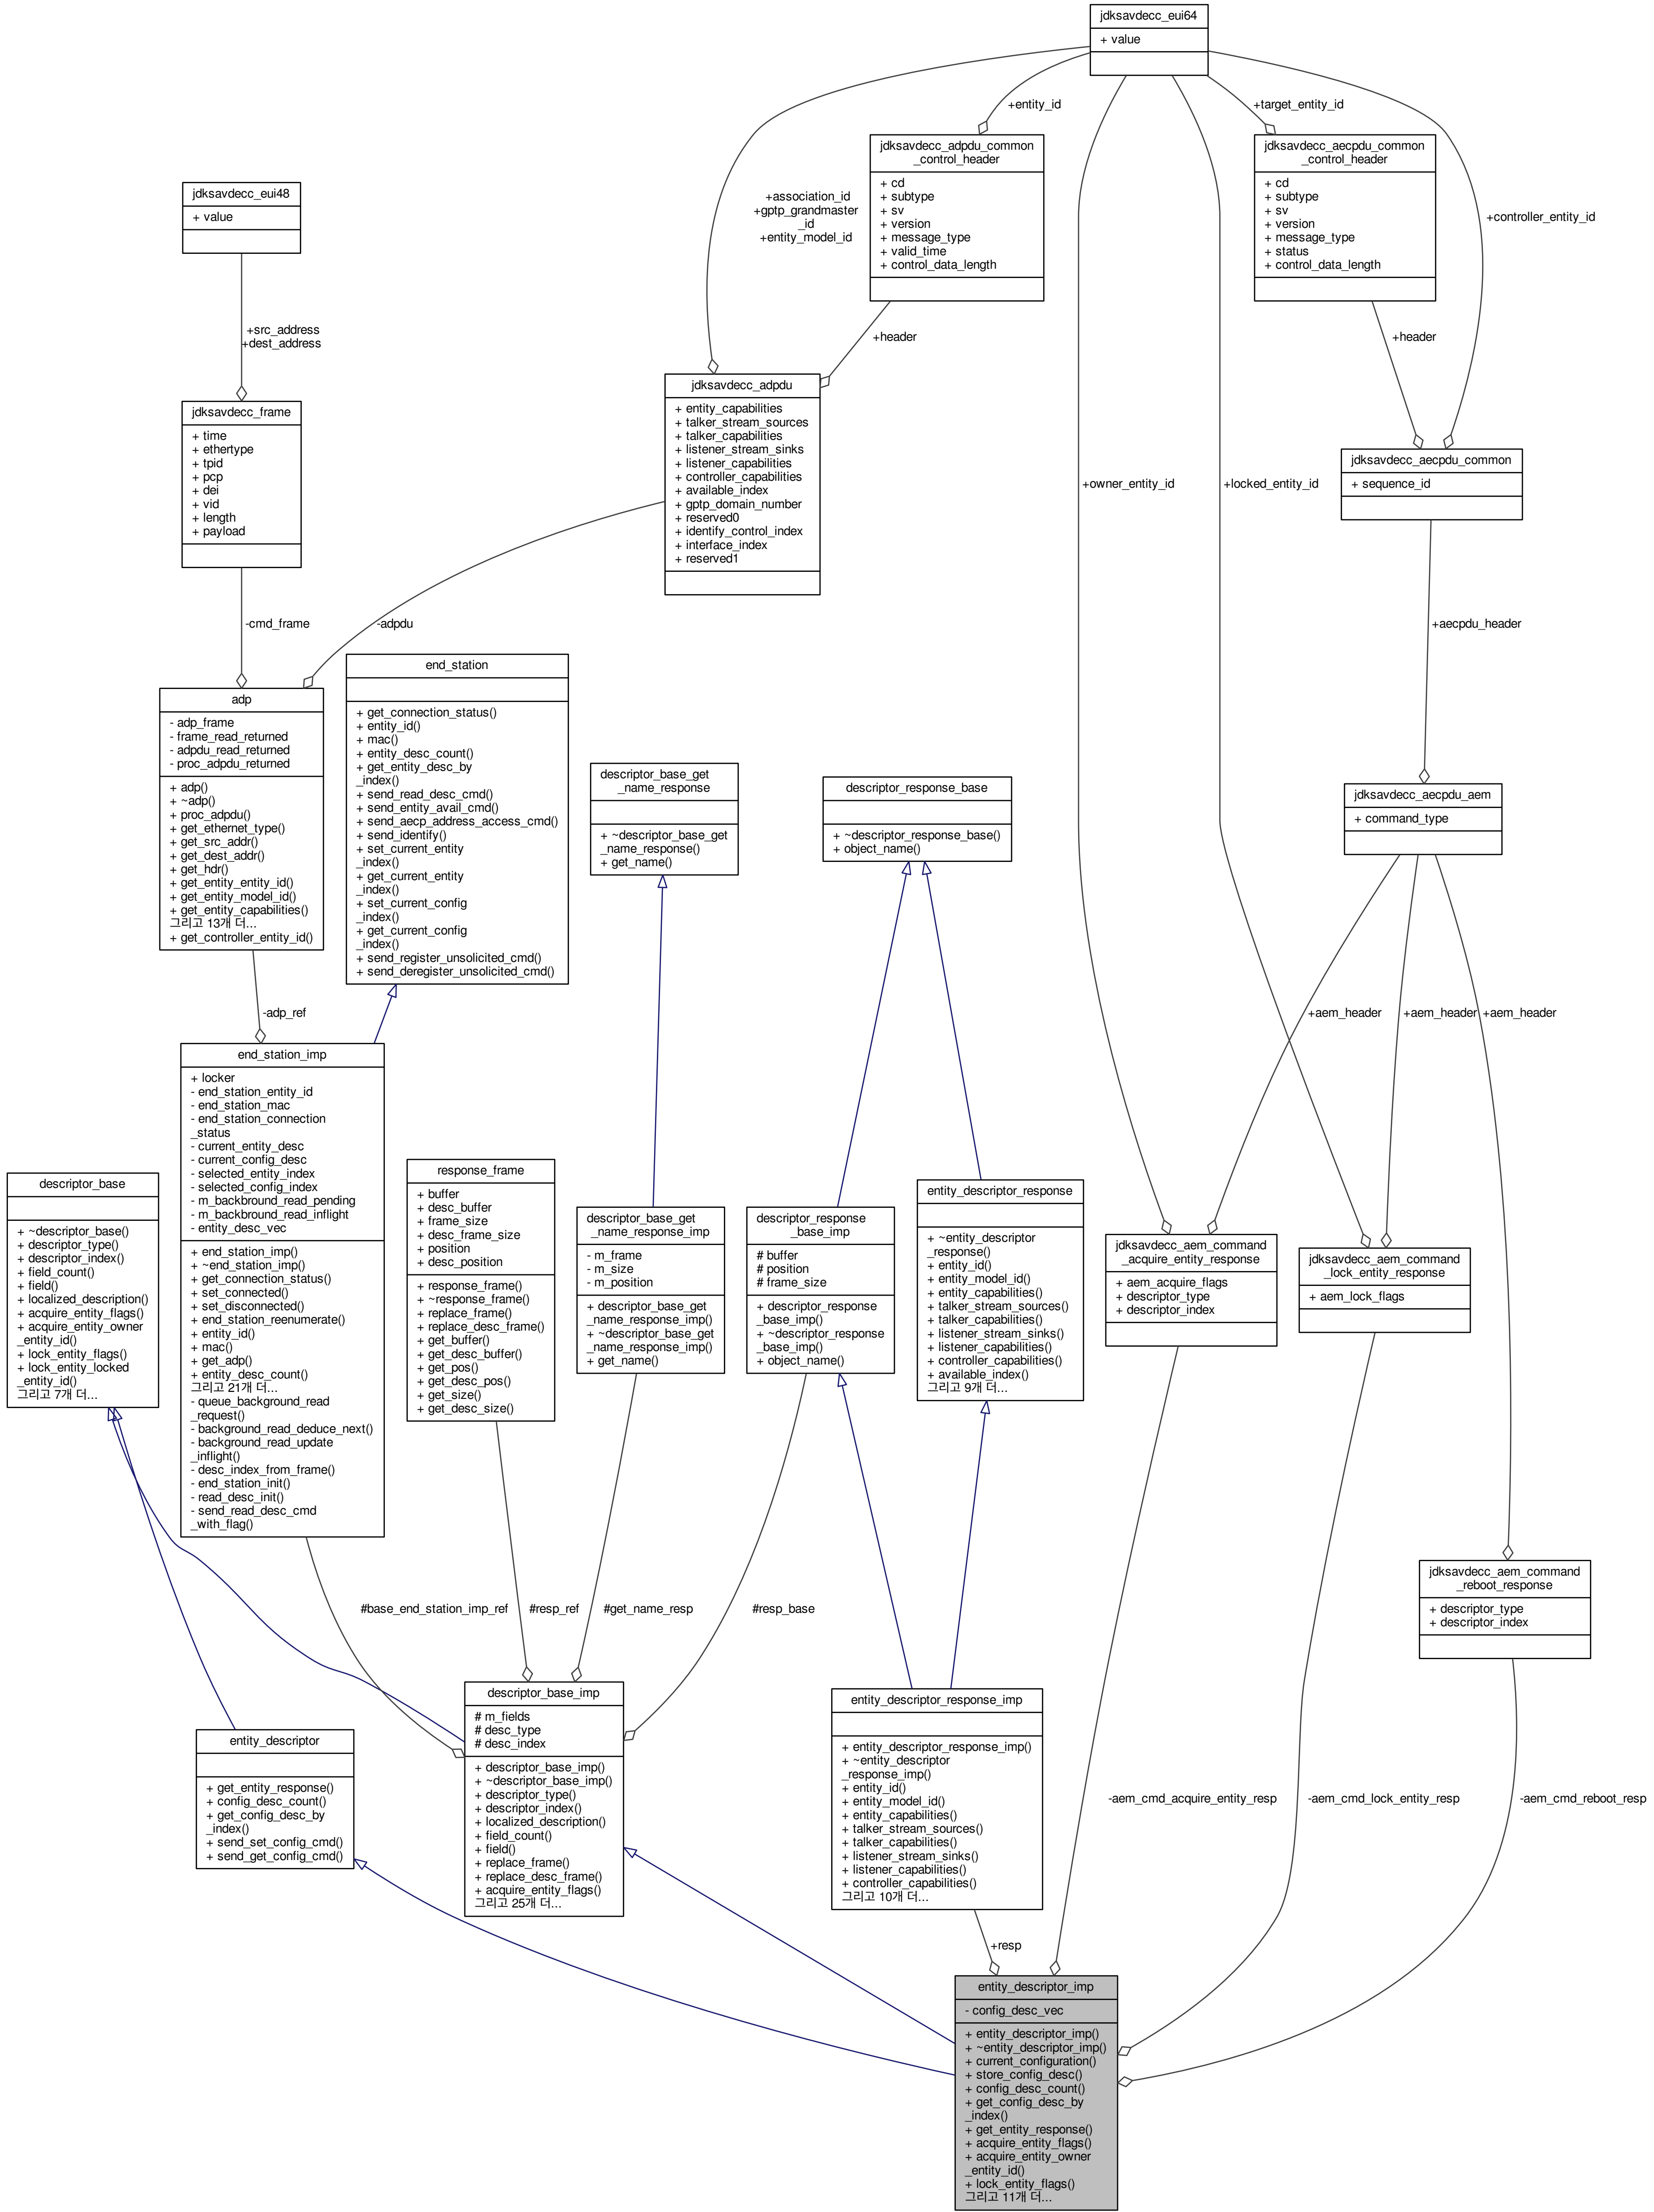 jdksavdecc_eui64
+ value
+entity_id
+target_entity_id
jdksavdecc_adpdu_common
_control_header
+ cd
+ subtype
+ sv
+ version
+ message_type
+ valid_time
+ control_data_length
jdksavdecc_aecpdu_common
_control_header
+ cd
+ subtype
+ sv
+ version
+ message_type
+ status
+ control_data_length
jdksavdecc_eui48
+ value
+association_id
+gptp_grandmaster
_id
+entity_model_id
+controller_entity_id
+src_address
+dest_address
+header
+header
jdksavdecc_adpdu
+ entity_capabilities
+ talker_stream_sources
+ talker_capabilities
+ listener_stream_sinks
+ listener_capabilities
+ controller_capabilities
+ available_index
+ gptp_domain_number
+ reserved0
+ identify_control_index
+ interface_index
+ reserved1
jdksavdecc_frame
+ time
+ ethertype
+ tpid
+ pcp
+ dei
+ vid
+ length
+ payload
jdksavdecc_aecpdu_common
+ sequence_id
+owner_entity_id
+locked_entity_id
-cmd_frame
-adpdu
+aecpdu_header
end_station
+ get_connection_status()
+ entity_id()
+ mac()
+ entity_desc_count()
+ get_entity_desc_by
_index()
+ send_read_desc_cmd()
+ send_entity_avail_cmd()
+ send_aecp_address_access_cmd()
+ send_identify()
+ set_current_entity
_index()
+ get_current_entity
_index()
+ set_current_config
_index()
+ get_current_config
_index()
+ send_register_unsolicited_cmd()
+ send_deregister_unsolicited_cmd()
adp
- adp_frame
- frame_read_returned
- adpdu_read_returned
- proc_adpdu_returned
+ adp()
+ ~adp()
+ proc_adpdu()
+ get_ethernet_type()
+ get_src_addr()
+ get_dest_addr()
+ get_hdr()
+ get_entity_entity_id()
+ get_entity_model_id()
+ get_entity_capabilities()
그리고 13개 더...
+ get_controller_entity_id()
descriptor_base_get
_name_response
+ ~descriptor_base_get
_name_response()
+ get_name()
descriptor_response_base
+ ~descriptor_response_base()
+ object_name()
jdksavdecc_aecpdu_aem
+ command_type
-adp_ref
+aem_header
+aem_header
+aem_header
end_station_imp
+ locker
- end_station_entity_id
- end_station_mac
- end_station_connection
_status
- current_entity_desc
- current_config_desc
- selected_entity_index
- selected_config_index
- m_backbround_read_pending
- m_backbround_read_inflight
- entity_desc_vec
+ end_station_imp()
+ ~end_station_imp()
+ get_connection_status()
+ set_connected()
+ set_disconnected()
+ end_station_reenumerate()
+ entity_id()
+ mac()
+ get_adp()
+ entity_desc_count()
그리고 21개 더...
- queue_background_read
_request()
- background_read_deduce_next()
- background_read_update
_inflight()
- desc_index_from_frame()
- end_station_init()
- read_desc_init()
- send_read_desc_cmd
_with_flag()
descriptor_base
+ ~descriptor_base()
+ descriptor_type()
+ descriptor_index()
+ field_count()
+ field()
+ localized_description()
+ acquire_entity_flags()
+ acquire_entity_owner
_entity_id()
+ lock_entity_flags()
+ lock_entity_locked
_entity_id()
그리고 7개 더...
response_frame
+ buffer
+ desc_buffer
+ frame_size
+ desc_frame_size
+ position
+ desc_position
+ response_frame()
+ ~response_frame()
+ replace_frame()
+ replace_desc_frame()
+ get_buffer()
+ get_desc_buffer()
+ get_pos()
+ get_desc_pos()
+ get_size()
+ get_desc_size()
descriptor_base_get
_name_response_imp
- m_frame
- m_size
- m_position
+ descriptor_base_get
_name_response_imp()
+ ~descriptor_base_get
_name_response_imp()
+ get_name()
descriptor_response
_base_imp
# buffer
# position
# frame_size
+ descriptor_response
_base_imp()
+ ~descriptor_response
_base_imp()
+ object_name()
entity_descriptor_response
+ ~entity_descriptor
_response()
+ entity_id()
+ entity_model_id()
+ entity_capabilities()
+ talker_stream_sources()
+ talker_capabilities()
+ listener_stream_sinks()
+ listener_capabilities()
+ controller_capabilities()
+ available_index()
그리고 9개 더...
jdksavdecc_aem_command
_acquire_entity_response
+ aem_acquire_flags
+ descriptor_type
+ descriptor_index
jdksavdecc_aem_command
_lock_entity_response
+ aem_lock_flags
jdksavdecc_aem_command
_reboot_response
+ descriptor_type
+ descriptor_index
#base_end_station_imp_ref
#resp_ref
#get_name_resp
#resp_base
entity_descriptor
+ get_entity_response()
+ config_desc_count()
+ get_config_desc_by
_index()
+ send_set_config_cmd()
+ send_get_config_cmd()
descriptor_base_imp
# m_fields
# desc_type
# desc_index
+ descriptor_base_imp()
+ ~descriptor_base_imp()
+ descriptor_type()
+ descriptor_index()
+ localized_description()
+ field_count()
+ field()
+ replace_frame()
+ replace_desc_frame()
+ acquire_entity_flags()
그리고 25개 더...
entity_descriptor_response_imp
+ entity_descriptor_response_imp()
+ ~entity_descriptor
_response_imp()
+ entity_id()
+ entity_model_id()
+ entity_capabilities()
+ talker_stream_sources()
+ talker_capabilities()
+ listener_stream_sinks()
+ listener_capabilities()
+ controller_capabilities()
그리고 10개 더...
-aem_cmd_acquire_entity_resp
-aem_cmd_lock_entity_resp
-aem_cmd_reboot_resp
+resp
entity_descriptor_imp
- config_desc_vec
+ entity_descriptor_imp()
+ ~entity_descriptor_imp()
+ current_configuration()
+ store_config_desc()
+ config_desc_count()
+ get_config_desc_by
_index()
+ get_entity_response()
+ acquire_entity_flags()
+ acquire_entity_owner
_entity_id()
+ lock_entity_flags()
그리고 11개 더...